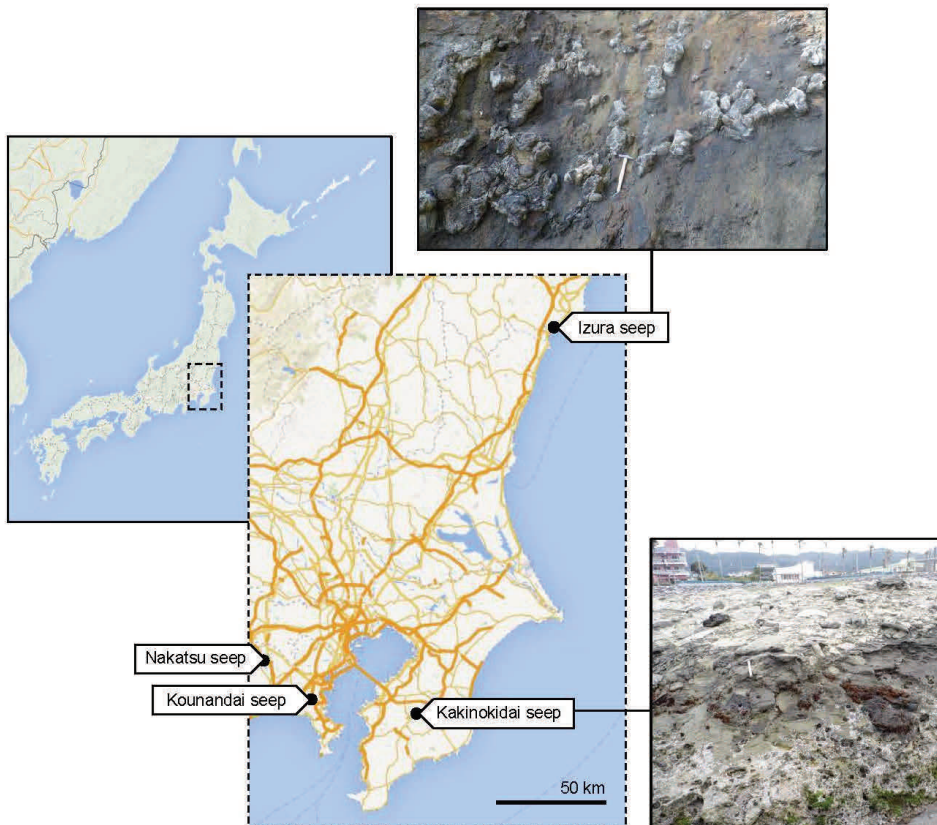 Izura seep
Nakatsu seep
Kounandai seep
Kakinokidai seep
50 km